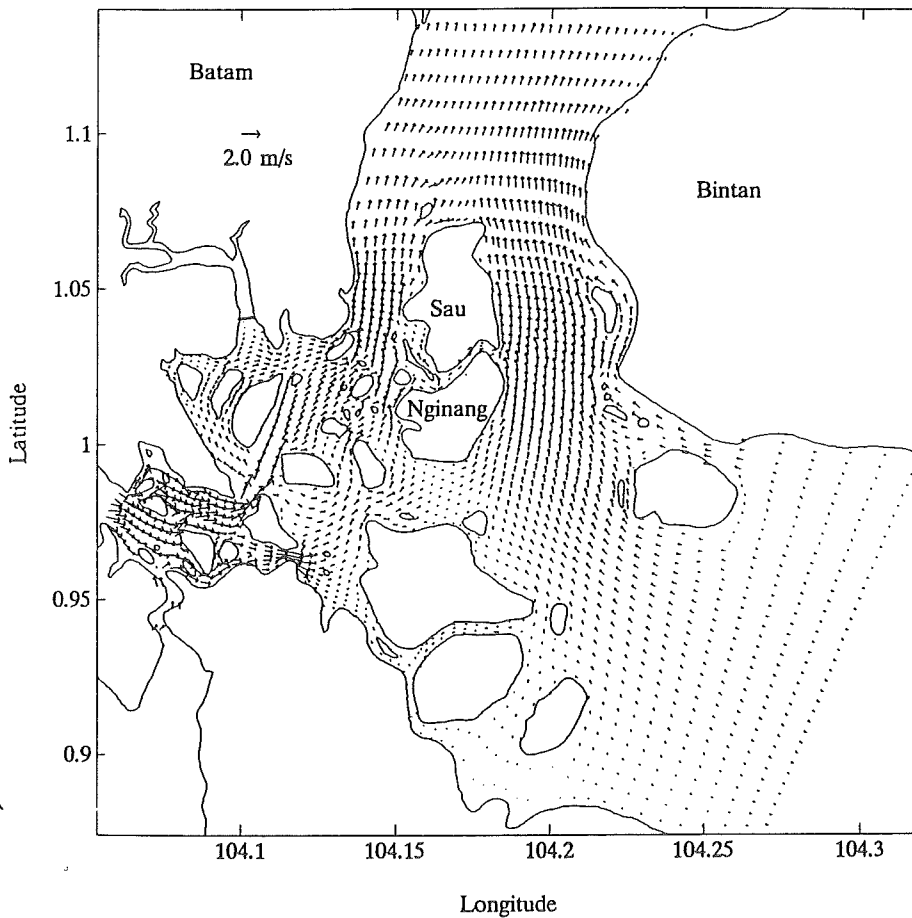 Batam
1.1
2.0 m/s
Bintan
1.05
Sau
Nginang
1
0.95
0.9
104.1
104.15
104.2
104.25
104.3
Latitude
Longitude